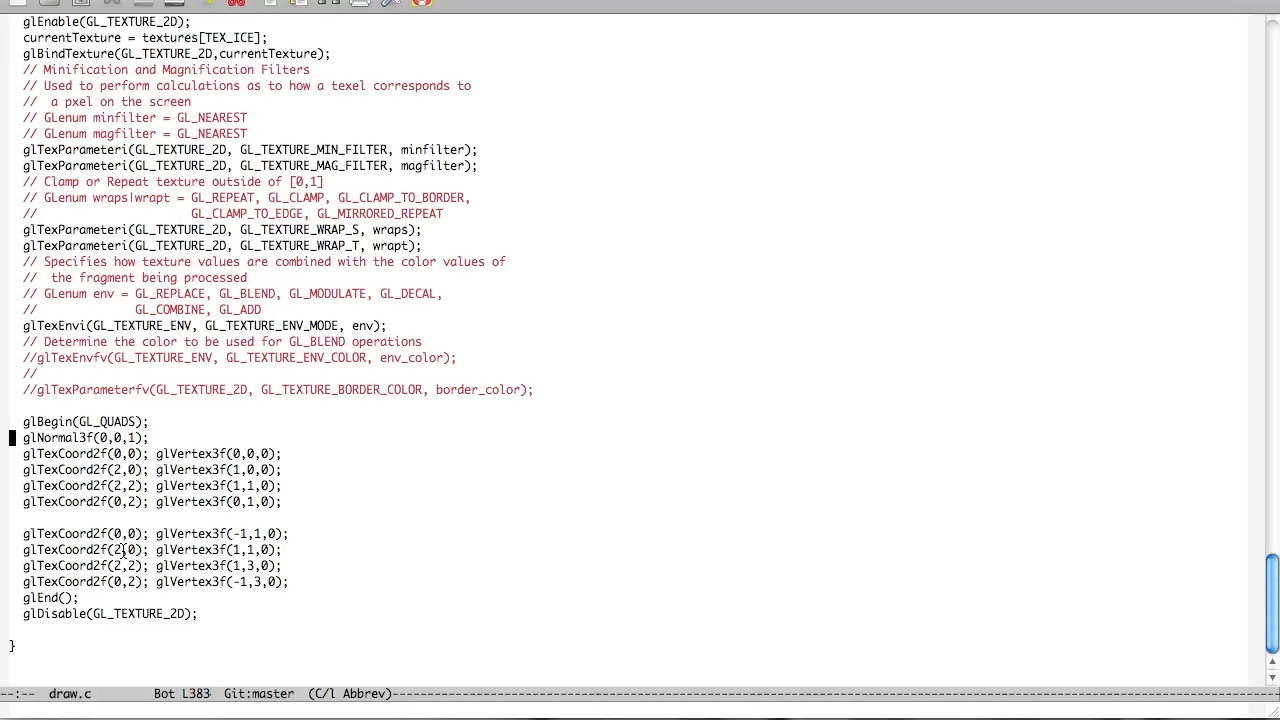 glEnable(GL_TEXTURE_2D);
currentTexture = textures[TEX_ICE];
glBindTexture(GL_TEXTURE_2D,currentTexture);
// Minification and Magnification Filters
// Used to perform calculations as to how a texel corresponds to
//  a pxel on the screen
// GLenum minfilter = GL_NEAREST
// GLenum magfilter = GL_NEAREST
glTexParameteri(GL_TEXTURE_2D, GL_TEXTURE_MIN_FILTER, minfilter);
glTexParameteri(GL_TEXTURE_2D, GL_TEXTURE_MAG_FILTER, magfilter);
// Clamp or Repeat texture outside of [0,1]
// GLenum wraps|wrapt = GL_REPEAT, GL_CLAMP, GL_CLAMP_TO_BORDER,
//                      GL_CLAMP_TO_EDGE, GL_MIRRORED_REPEAT
glTexParameteri(GL_TEXTURE_2D, GL_TEXTURE_WRAP_S, wraps);
glTexParameteri(GL_TEXTURE_2D, GL_TEXTURE_WRAP_T, wrapt);
// Specifies how texture values are combined with the color values of
//  the fragment being processed
// GLenum env = GL_REPLACE, GL_BLEND, GL_MODULATE, GL_DECAL,
//              GL_COMBINE, GL_ADD
glTexEnvi(GL_TEXTURE_ENV, GL_TEXTURE_ENV_MODE, env);
// Determine the color to be used for GL_BLEND operations
//glTexEnvfv(GL_TEXTURE_ENV, GL_TEXTURE_ENV_COLOR, env_color);
//
//glTexParameterfv(GL_TEXTURE_2D, GL_TEXTURE_BORDER_COLOR, border_color);
glBegin(GL_QUADS);
glNormal3f(0,0,1);
glTexCoord2f(0,0); glVertex3f(0,0,0);
glTexCoord2f(2,0); glVertex3f(1,0,0);
glTexCoord2f(2,2); glVertex3f(1,1,0);
glTexCoord2f(0,2); glVertex3f(0,1,0);
glTexCoord2f(0,0); glVertex3f(-1,1,0);
glTexCoord2f(2,0); glVertex3f(1,1,0);
glTexCoord2f(2,2); glVertex3f(1,3,0);
glTexCoord2f(0,2); glVertex3f(-1,3,0);
glEnd();
glDisable(GL_TEXTURE_2D);
}
--:--  draw.c         Bot L383  Git:master  (C/l Abbrev)------------------------------------------------------------